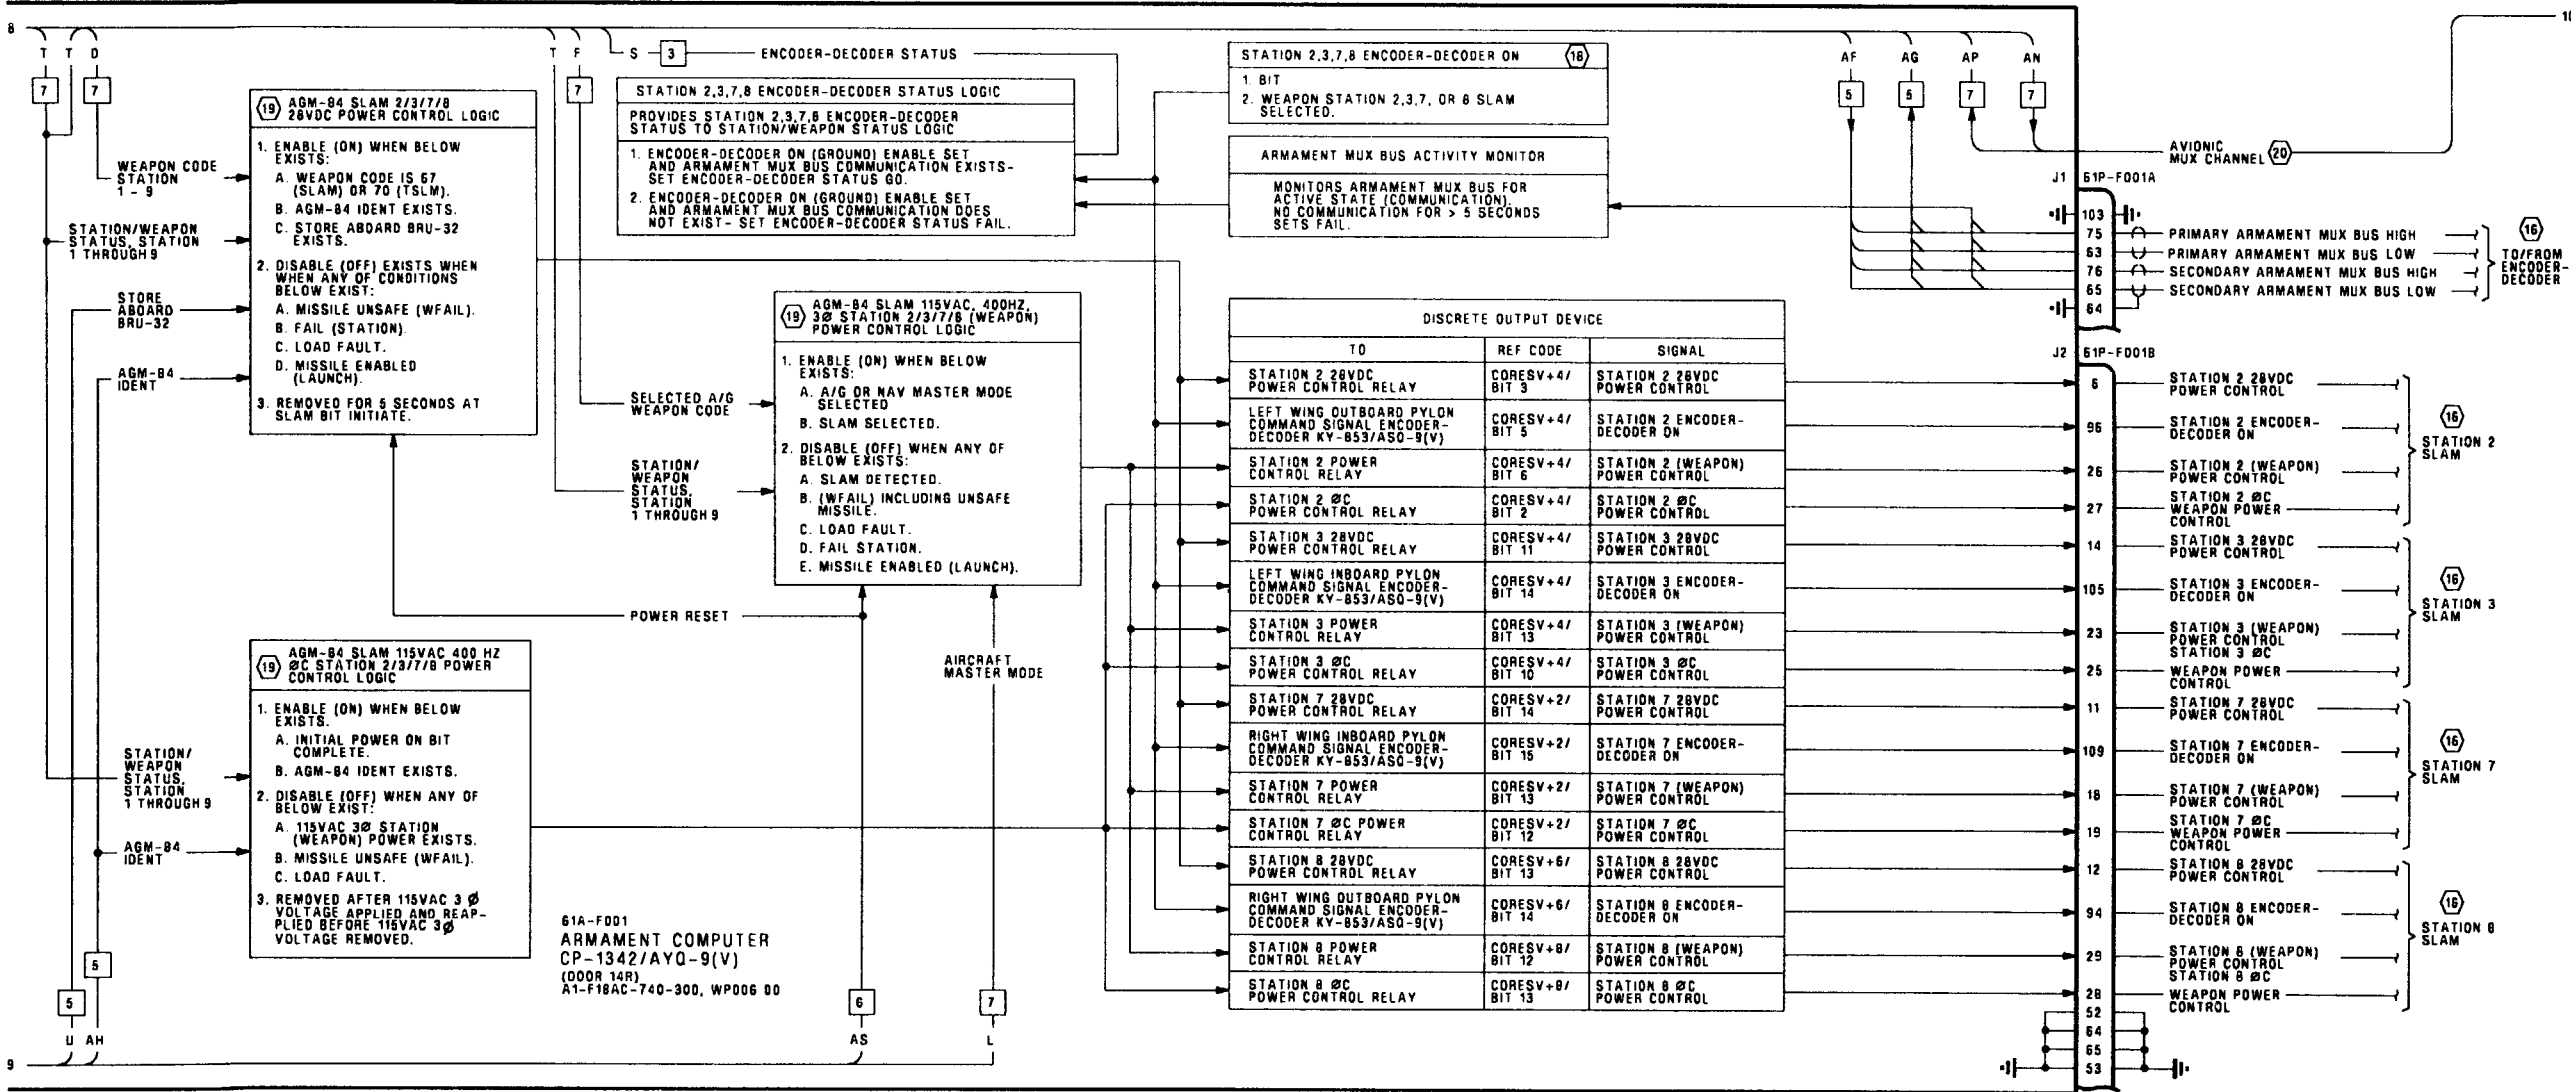 8
T
T
D
7
7
T
F
7
S
3
ENCODER-DECODER STATUS
19
AGM-84 SLAM 2/3/7/8
28VDC POWER CONTROL LOGIC
1. ENABLE (ON) WHEN BELOW
EXISTS:
A. WEAPON CODE IS 67
(SLAM) OR 70 (TSLM).
B. AGM-84 IDENT EXISTS.
C. STORE ABOARD BRU-32
EXISTS.
2. DISABLE (OFF) EXISTS WHEN
WHEN ANY OF CONDITIONS
BELOW EXIST:
A. MISSILE UNSAFE (WFAIL).
B. FAIL (STATION).
C. LOAD FAULT.
D. MISSILE ENABLED
(LAUNCH).
3. REMOVED FOR 5 SECONDS AT
SLAM BIT INITIATE.
WEAPON CODE
STATION
1 - 9
STATION/WEAPON
STATUS, STATION
1 THROUGH 9
STORE
ABOARD
BRU-32
AGM-84
IDENT
STATION 2,3,7,8 ENCODER-DECODER STATUS LOGIC
PROVIDES STATION 2,3,7,8 ENCODER-DECODER
STATUS TO STATION/WEAPON STATUS LOGIC
1. ENCODER-DECODER ON (GROUND) ENABLE SET
AND ARMAMENT MUX BUS COMMUNICATION EXISTS-
SET ENCODER-DECODER STATUS GO.
2. ENCODER-DECODER ON (GROUND) ENABLE SET
AND ARMAMENT MUX BUS COMMUNICATION DOES
NOT EXIST- SET ENCODER-DECODER STATUS FAIL.
STATION 2,3,7,8 ENCODER-DECODER ON
18
1. BIT
2. WEAPON STATION 2,3,7, OR 8 SLAM
SELECTED.
ARMAMENT MUX BUS ACTIVITY MONITOR
MONITORS ARMAMENT MUX BUS FOR
ACTIVE STATE (COMMUNICATION).
NO COMMUNICATION FOR > 5 SECONDS
SETS FAIL.
19
AGM-84 SLAM 115VAC, 400HZ,
3Ø STATION 2/3/7/8 (WEAPON)
POWER CONTROL LOGIC
1. ENABLE (ON) WHEN BELOW
EXISTS:
A. A/G OR NAV MASTER MODE
SELECTED
B. SLAM SELECTED.
2. DISABLE (OFF) WHEN ANY OF
BELOW EXISTS:
A. SLAM DETECTED.
B. (WFAIL) INCLUDING UNSAFE
MISSILE.
C. LOAD FAULT.
D. FAIL STATION.
E. MISSILE ENABLED (LAUNCH).
SELECTED A/G
WEAPON CODE
STATION/
WEAPON
STATUS,
STATION
1 THROUGH 9
POWER RESET
AIRCRAFT
MASTER MODE
19
AGM-84 SLAM 115VAC 400 HZ
ØC STATION 2/3/7/8 POWER
CONTROL LOGIC
1. ENABLE (ON) WHEN BELOW
EXISTS.
A. INITIAL POWER ON BIT
COMPLETE.
B. AGM-84 IDENT EXISTS.
2. DISABLE (OFF) WHEN ANY OF
BELOW EXIST:
A. 115VAC 3Ø STATION
(WEAPON) POWER EXISTS.
B. MISSILE UNSAFE (WFAIL).
C. LOAD FAULT.
3. REMOVED AFTER 115VAC 3 Ø
VOLTAGE APPLIED AND REAP-
PLIED BEFORE 115VAC 3Ø
VOLTAGE REMOVED.
STATION/
WEAPON
STATUS,
STATION
1 THROUGH 9
AGM-84
IDENT
61A-F001
ARMAMENT COMPUTER
CP-1342/AYQ-9(V)
(DOOR 14R)
A1-F18AC-740-300, WP006 00
5
5
6
7
U
AH
AS
L
9
DISCRETE OUTPUT DEVICE
TO
REF CODE
SIGNAL
STATION 2 28VDC
POWER CONTROL RELAY
CORESV+4/
BIT 3
STATION 2 28VDC
POWER CONTROL
LEFT WING OUTBOARD PYLON
COMMAND SIGNAL ENCODER-
DECODER KY-853/ASQ-9(V)
CORESV+4/
BIT 5
STATION 2 ENCODER-
DECODER ON
STATION 2 POWER
CONTROL RELAY
CORESV+4/
BIT 6
STATION 2 (WEAPON)
POWER CONTROL
STATION 2 ØC
POWER CONTROL RELAY
CORESV+4/
BIT 2
STATION 2 ØC
POWER CONTROL
STATION 3 28VDC
POWER CONTROL RELAY
CORESV+4/
BIT 11
STATION 3 28VDC
POWER CONTROL
LEFT WING INBOARD PYLON
COMMAND SIGNAL ENCODER-
DECODER KY-853/ASQ-9(V)
CORESV+4/
BIT 14
STATION 3 ENCODER-
DECODER ON
STATION 3 POWER
CONTROL RELAY
CORESV+4/
BIT 13
STATION 3 (WEAPON)
POWER CONTROL
STATION 3 ØC
POWER CONTROL RELAY
CORESV+4/
BIT 10
STATION 3 ØC
POWER CONTROL
STATION 7 28VDC
POWER CONTROL RELAY
CORESV+2/
BIT 14
STATION 7 28VDC
POWER CONTROL
RIGHT WING INBOARD PYLON
COMMAND SIGNAL ENCODER-
DECODER KY-853/ASQ-9(V)
CORESV+2/
BIT 15
STATION 7 ENCODER-
DECODER ON
STATION 7 POWER
CONTROL RELAY
CORESV+2/
BIT 13
STATION 7 (WEAPON)
POWER CONTROL
STATION 7 ØC POWER
CONTROL RELAY
CORESV+2/
BIT 12
STATION 7 ØC
POWER CONTROL
STATION 8 28VDC
POWER CONTROL RELAY
CORESV+6/
BIT 13
STATION 8 28VDC
POWER CONTROL
RIGHT WING OUTBOARD PYLON
COMMAND SIGNAL ENCODER-
DECODER KY-853/ASQ-9(V)
CORESV+6/
BIT 14
STATION 8 ENCODER-
DECODER ON
STATION 8 POWER
CONTROL RELAY
CORESV+8/
BIT 12
STATION 8 (WEAPON)
POWER CONTROL
STATION 8 ØC
POWER CONTROL RELAY
CORESV+8/
BIT 13
STATION 8 ØC
POWER CONTROL
AF
AG
AP
AN
5
5
7
7
10
AVIONIC
MUX CHANNEL
20
J1
61P-F001A
103
75
PRIMARY ARMAMENT MUX BUS HIGH
63
PRIMARY ARMAMENT MUX BUS LOW
76
SECONDARY ARMAMENT MUX BUS HIGH
65
SECONDARY ARMAMENT MUX BUS LOW
64
16
TO/FROM
ENCODER-
DECODER
J2
61P-F001B
6
STATION 2 28VDC
POWER CONTROL
96
STATION 2 ENCODER-
DECODER ON
26
STATION 2 (WEAPON)
POWER CONTROL
27
STATION 2 ØC
WEAPON POWER
CONTROL
16
STATION 2
SLAM
14
STATION 3 28VDC
POWER CONTROL
105
STATION 3 ENCODER-
DECODER ON
23
STATION 3 (WEAPON)
POWER CONTROL
25
STATION 3 ØC
WEAPON POWER
CONTROL
16
STATION 3
SLAM
11
STATION 7 28VDC
POWER CONTROL
109
STATION 7 ENCODER-
DECODER ON
18
STATION 7 (WEAPON)
POWER CONTROL
19
STATION 7 ØC
WEAPON POWER
CONTROL
16
STATION 7
SLAM
12
STATION 8 28VDC
POWER CONTROL
94
STATION 8 ENCODER-
DECODER ON
29
STATION 8 (WEAPON)
POWER CONTROL
28
STATION 8 ØC
WEAPON POWER
CONTROL
16
STATION 8
SLAM
52
64
65
53